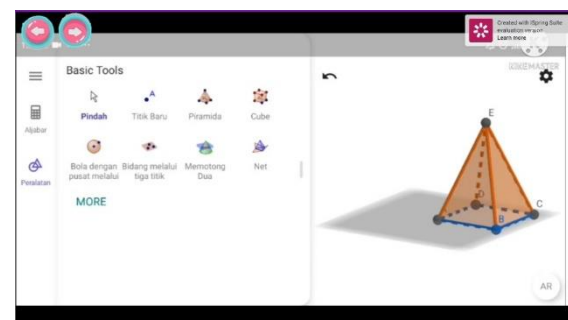 Created with iSpring Suite
evaluation version
Learn more
KINEMASTER
Basic Tools
Aljabar
Peralatan
Pindah
Titik Baru
Piramida
Cube
Bola dengan
pusat melalui
Bidang melalui
tiga titik
Memotong
Dua
Net
MORE
E
D
C
B
AR